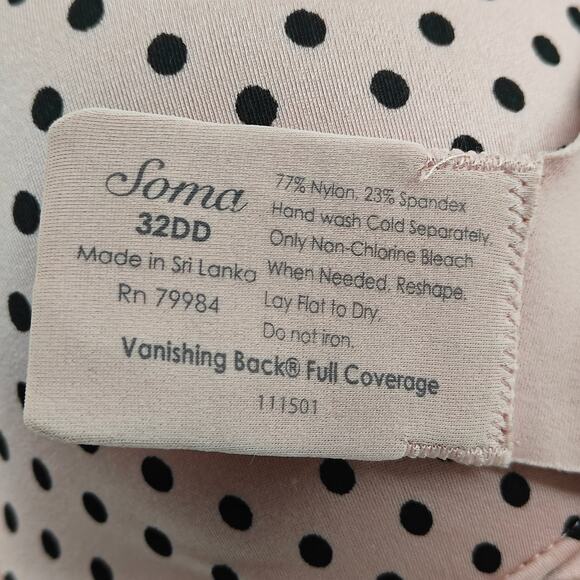 Soma
32DD
Made in Sri Lanka
Rn 79984
77% Nylon, 23% Spandex
Hand wash Cold Separately.
Only Non-Chlorine Bleach
When Needed. Reshape.
Lay Flat to Dry.
Do not iron.
Vanishing Back® Full Coverage
111501